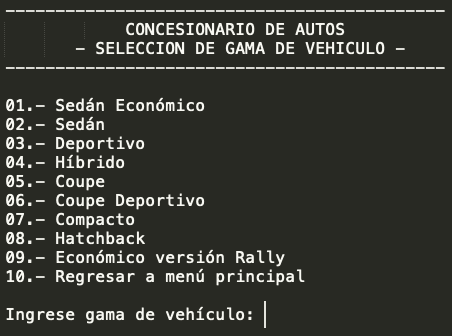 --------------------------------------------
CONCESIONARIO DE AUTOS
- SELECCION DE GAMA DE VEHICULO -
--------------------------------------------
01.- Sedán Económico
02.- Sedán
03.- Deportivo
04.- Híbrido
05.- Coupe
06.- Coupe Deportivo
07.- Compacto
08.- Hatchback
09.- Económico versión Rally
10.- Regresar a menú principal
Ingrese gama de vehículo: